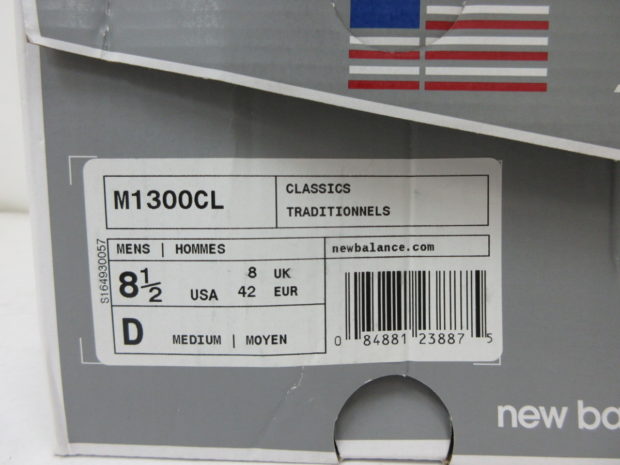 M1300CL
CLASSICS
TRADITIONNELS
MENS | HOMMES
newbalance.com
8½ USA
8 UK
42 EUR
D MEDIUM | MOYEN
0 84881 23887 5
S164930057
new ba